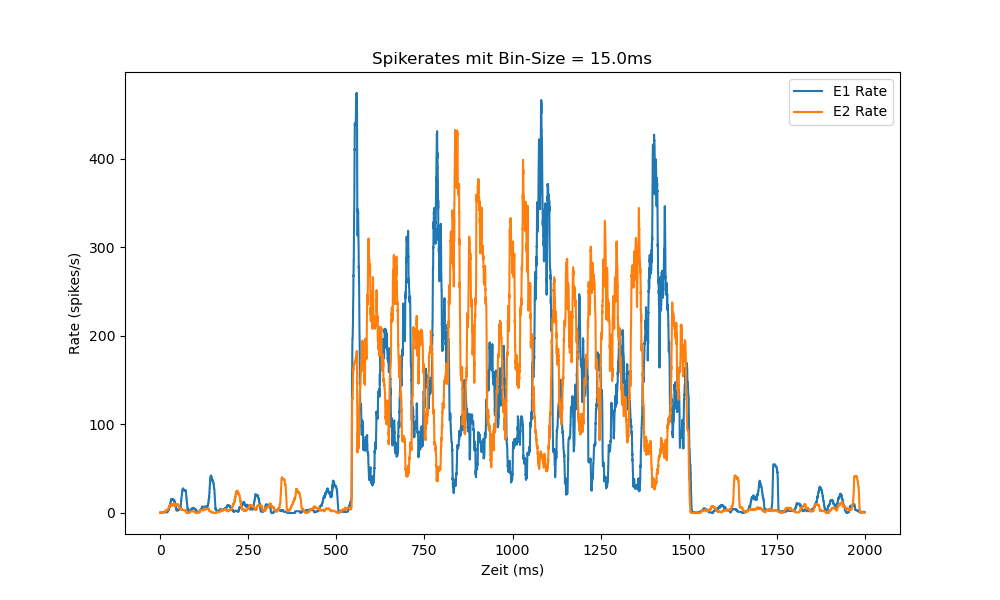 Spikerates mit Bin-Size = 15.0ms
E1 Rate
E2 Rate
Rate (spikes/s)
400
300
200
100
0
0 250 500 750 1000 1250 1500 1750 2000
Zeit (ms)